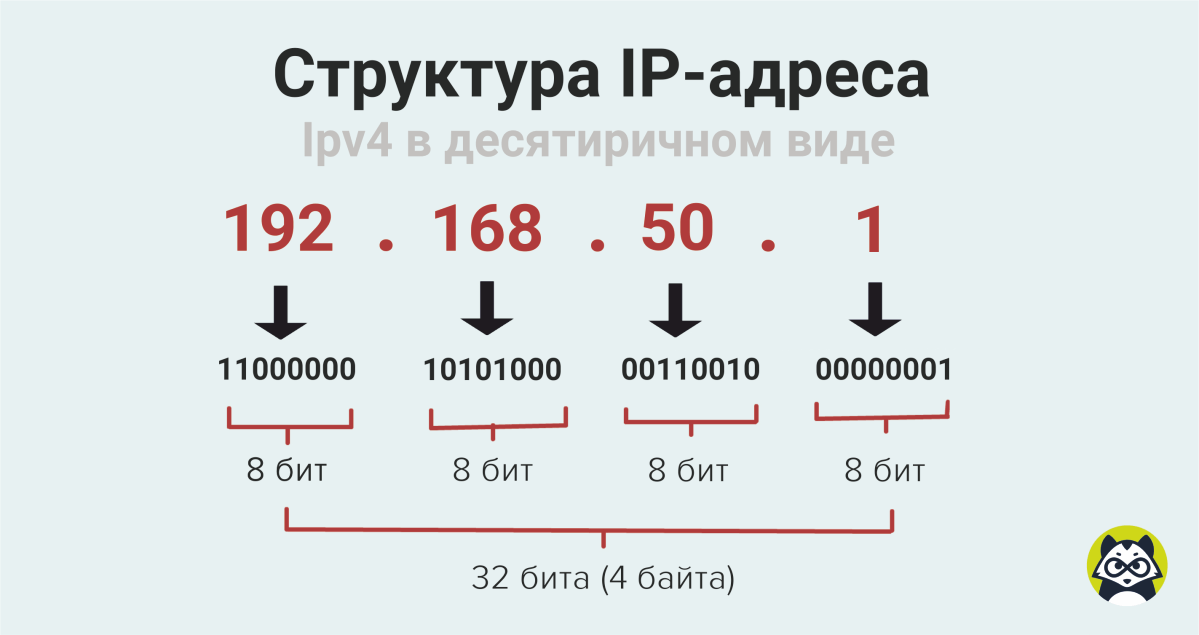 Структура IP-адреса
Ipv4 в десятиричном виде
192 . 168 . 50 . 1
11000000 10101000 00110010 00000001
8 бит 8 бит 8 бит 8 бит
32 бита (4 байта)